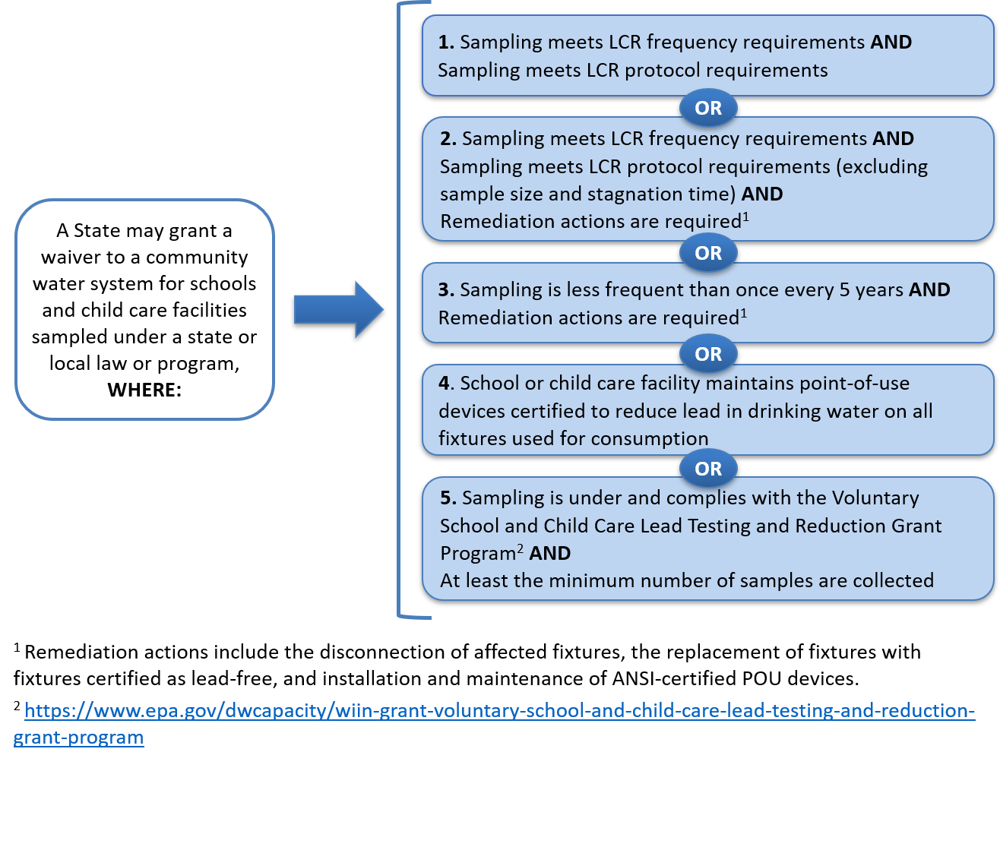 A State may grant a
waiver to a community
water system for schools
and child care facilities
sampled under a state or
local law or program,
WHERE:
1. Sampling meets LCR frequency requirements AND
Sampling meets LCR protocol requirements
OR
2. Sampling meets LCR frequency requirements AND
Sampling meets LCR protocol requirements (excluding
sample size and stagnation time) AND
Remediation actions are required¹
OR
3. Sampling is less frequent than once every 5 years AND
Remediation actions are required¹
OR
4. School or child care facility maintains point-of-use
devices certified to reduce lead in drinking water on all
fixtures used for consumption
OR
5. Sampling is under and complies with the Voluntary
School and Child Care Lead Testing and Reduction Grant
Program² AND
At least the minimum number of samples are collected
¹ Remediation actions include the disconnection of affected fixtures, the replacement of fixtures with
fixtures certified as lead-free, and installation and maintenance of ANSI-certified POU devices.
² https://www.epa.gov/dwcapacity/wiin-grant-voluntary-school-and-child-care-lead-testing-and-reduction-
grant-program